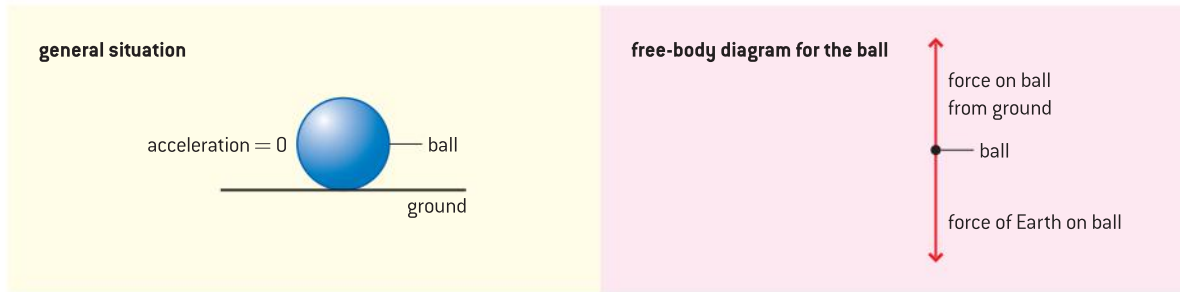 general situation
acceleration = 0
ball
ground
free-body diagram for the ball
force on ball
from ground
ball
force of Earth on ball